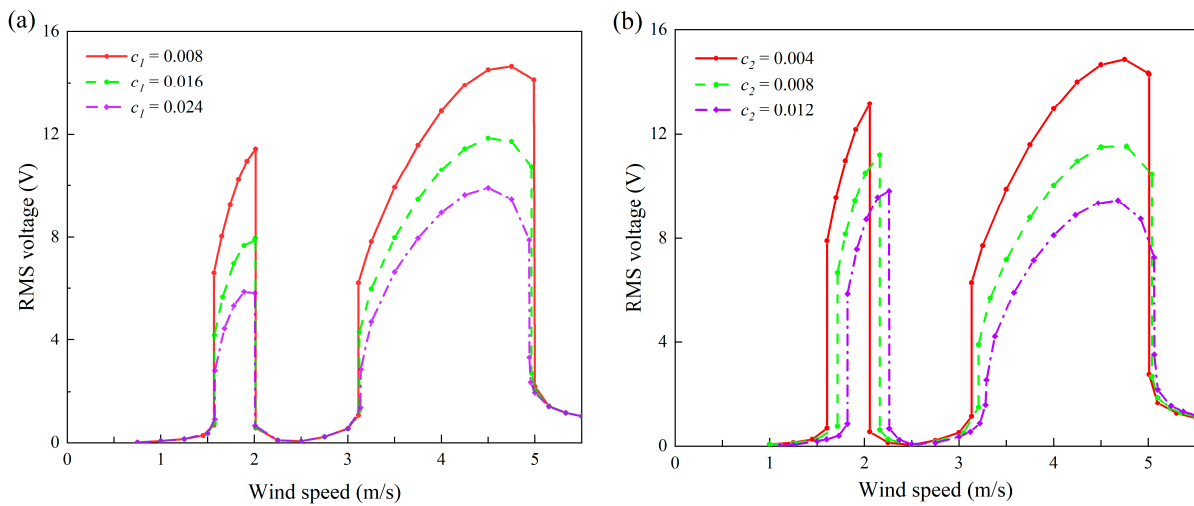 (a)
16
12
8
4
0
RMS voltage (V)
c1 = 0.008
c1 = 0.016
c1 = 0.024
0 1 2 3 4 5
Wind speed (m/s)
(b)
16
12
8
4
0
RMS voltage (V)
c2 = 0.004
c2 = 0.008
c2 = 0.012
0 1 2 3 4 5
Wind speed (m/s)